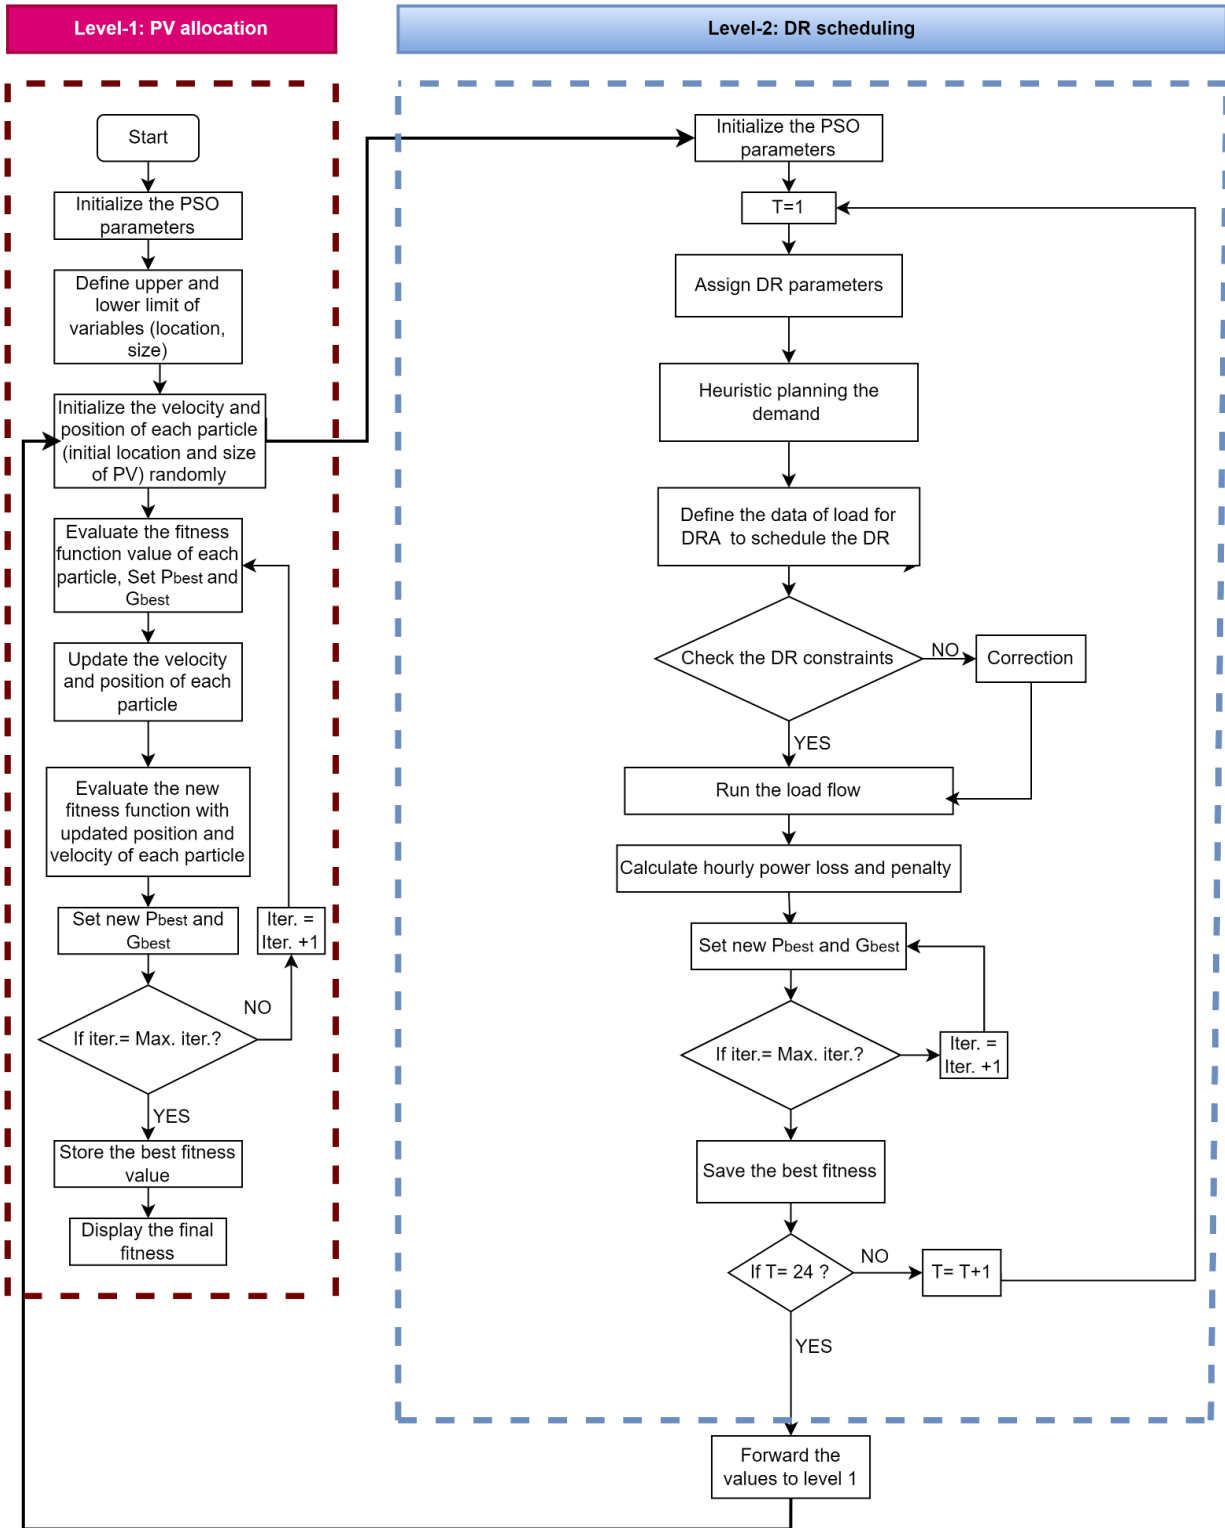 Level-1: PV allocation
Start
Initialize the PSO
parameters
Define upper and
lower limit of
variables (location,
size)
Initialize the velocity and
position of each particle
(initial location and size
of PV) randomly
Evaluate the fitness
function value of each
particle, Set Pbest and
Gbest
Update the velocity
and position of each
particle
Evaluate the new
fitness function with
updated position and
velocity of each particle
Set new Pbest and
Gbest
Iter. =
Iter. +1
If iter.= Max. iter.?
NO
YES
Store the best fitness
value
Display the final
fitness
Level-2: DR scheduling
Initialize the PSO
parameters
T=1
Assign DR parameters
Heuristic planning the
demand
Define the data of load for
DRA to schedule the DR
Check the DR constraints
NO
Correction
YES
Run the load flow
Calculate hourly power loss and penalty
Set new Pbest and Gbest
If iter.= Max. iter.?
Iter. =
Iter. +1
Save the best fitness
If T= 24 ?
NO
T= T+1
YES
Forward the
values to level 1